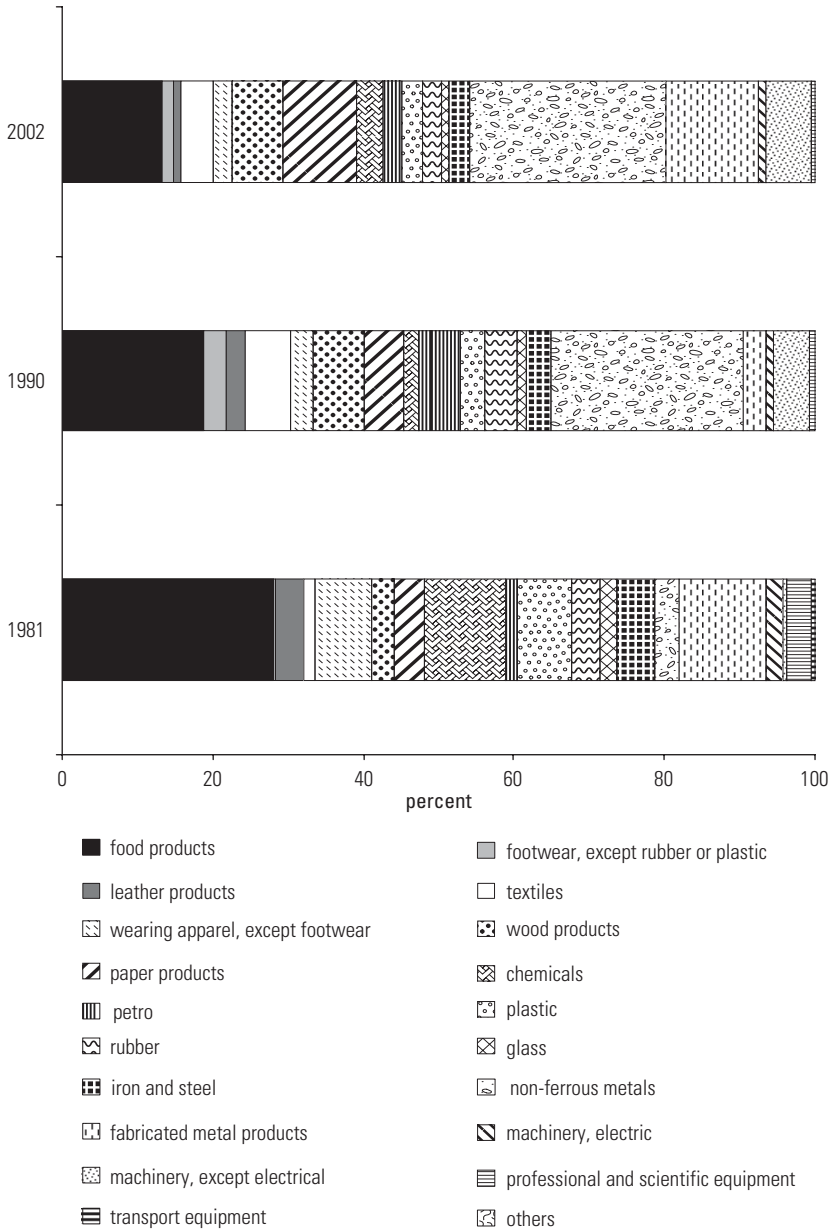 2002
1990
1981
0 20 40 60 80 100
percent
food products
footwear, except rubber or plastic
leather products
textiles
wearing apparel, except footwear
wood products
paper products
chemicals
petro
plastic
rubber
glass
iron and steel
non-ferrous metals
fabricated metal products
machinery, electric
machinery, except electrical
professional and scientific equipment
transport equipment
others